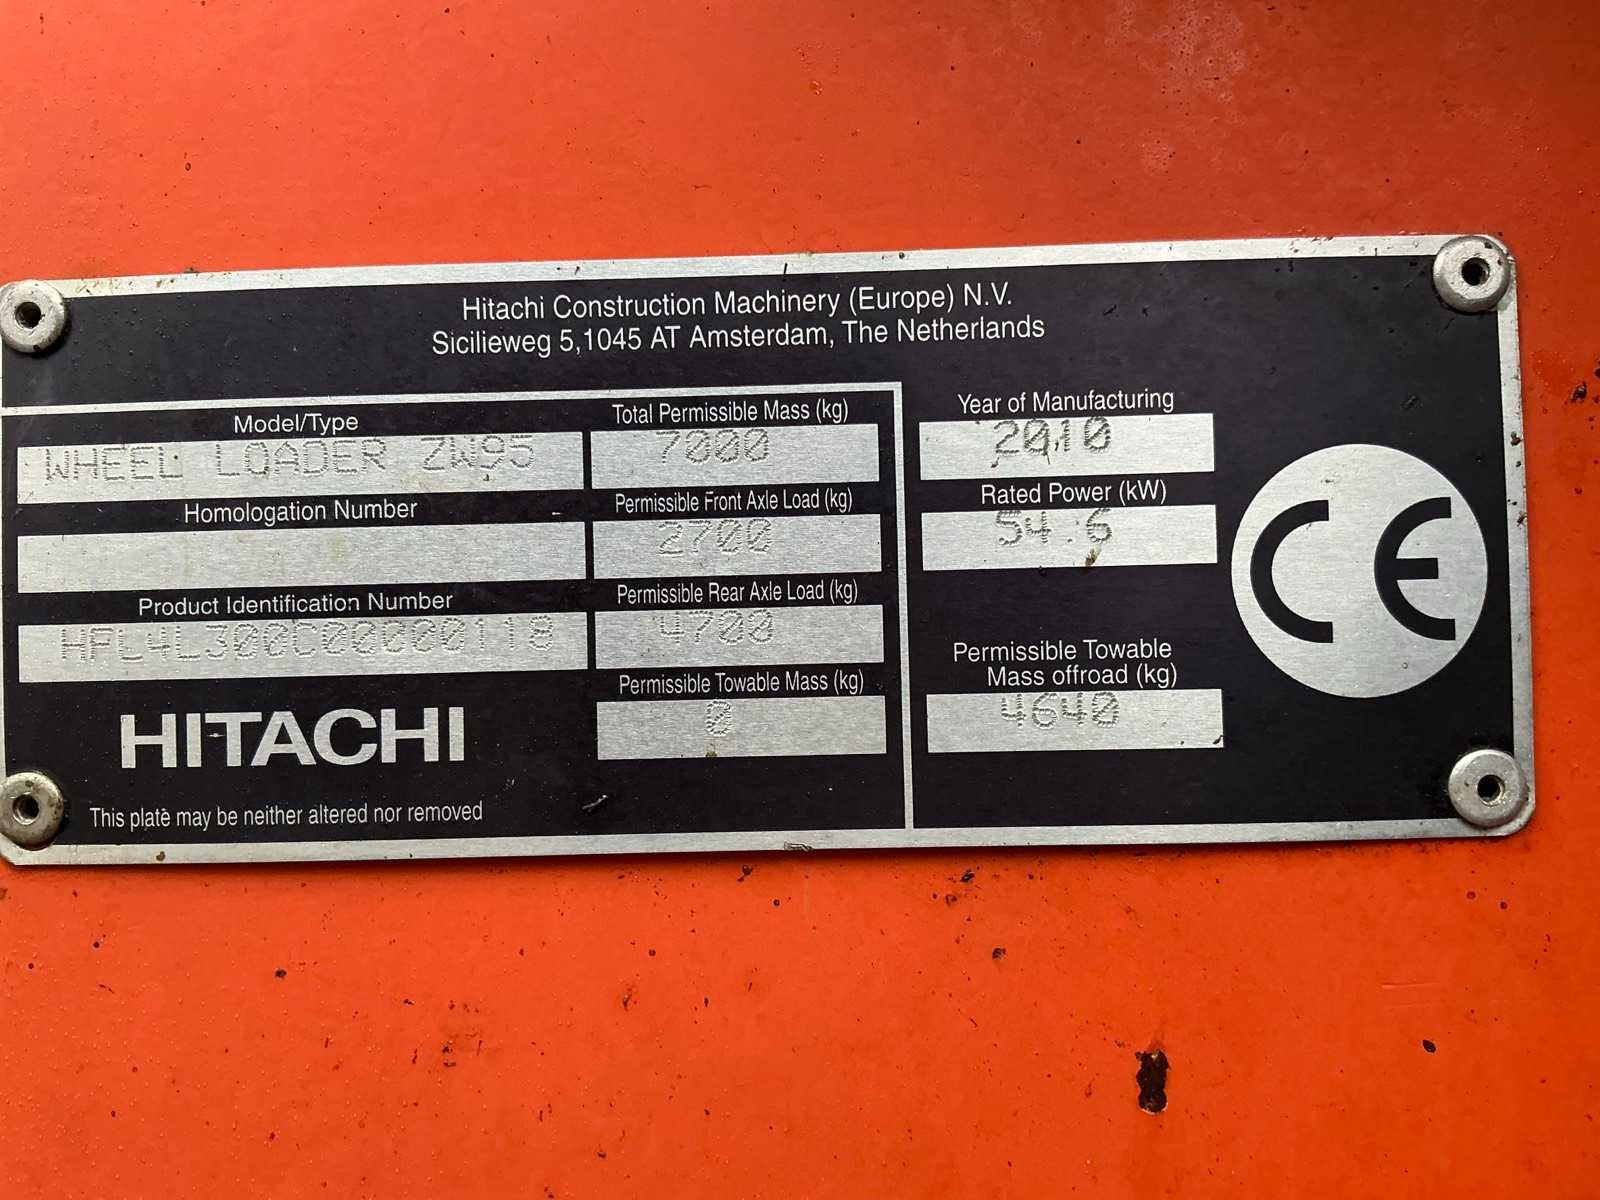 Hitachi Construction Machinery (Europe) N.V.
Sicilieweg 5,1045 AT Amsterdam, The Netherlands
Model/Type
WHEEL LOADER ZW95
Homologation Number
Product Identification Number
HFL4L300C00000118
HITACHI
This plate may be neither altered nor removed
Total Permissible Mass (kg)
7000
Permissible Front Axle Load (kg)
2700
Permissible Rear Axle Load (kg)
4700
Permissible Towable Mass (kg)
0
Year of Manufacturing
2010
Rated Power (kW)
54.6
Permissible Towable
Mass offroad (kg)
4640
CE